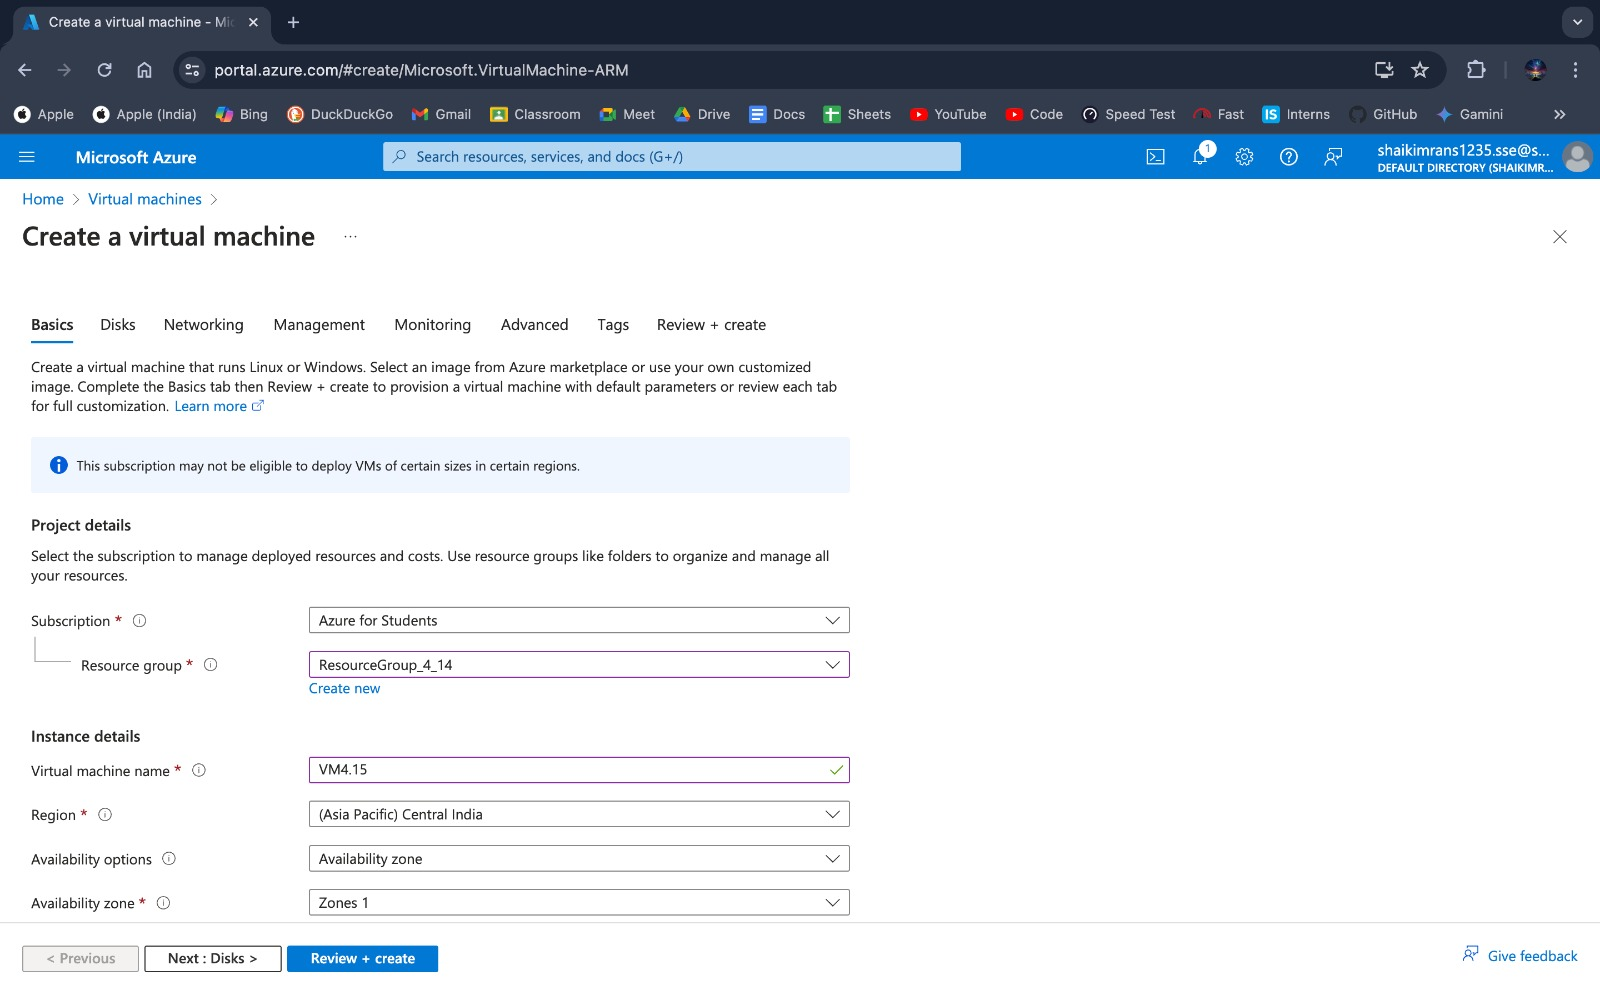 Create a virtual machine - Mi
portal.azure.com/#create/Microsoft.VirtualMachine-ARM
Apple Apple (India) Bing DuckDuckGo Gmail Classroom Meet Drive Docs Sheets YouTube Code Speed Test Fast IS Interns GitHub Gamini
Microsoft Azure
Search resources, services, and docs (G+/)
1
shaikimrans1235.sse@s...
DEFAULT DIRECTORY (SHAIKIMR...
Home > Virtual machines >
Create a virtual machine ...
Basics Disks Networking Management Monitoring Advanced Tags Review + create
Create a virtual machine that runs Linux or Windows. Select an image from Azure marketplace or use your own customized
image. Complete the Basics tab then Review + create to provision a virtual machine with default parameters or review each tab
for full customization. Learn more
This subscription may not be eligible to deploy VMs of certain sizes in certain regions.
Project details
Select the subscription to manage deployed resources and costs. Use resource groups like folders to organize and manage all
your resources.
Subscription * Azure for Students
Resource group * ResourceGroup_4_14
Create new
Instance details
Virtual machine name * VM4.15
Region * (Asia Pacific) Central India
Availability options Availability zone
Availability zone * Zones 1
< Previous Next : Disks > Review + create Give feedback